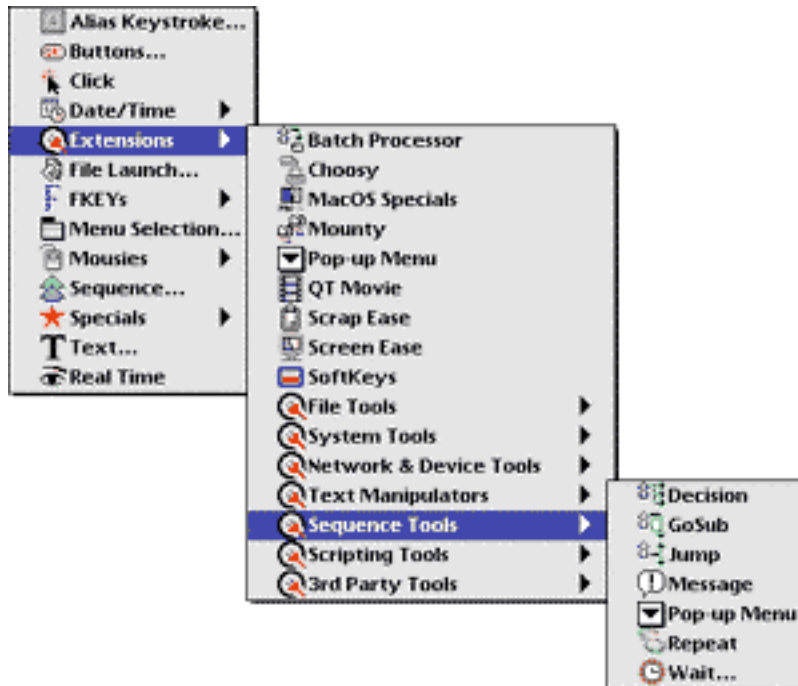 Alias Keystroke...
Buttons...
Click
Date/Time
Extensions
File Launch...
FKEYs
Menu Selection...
Mousies
Sequence...
Specials
Text...
Real Time
Batch Processor
Choosy
MacOS Specials
Mounty
Pop-up Menu
QT Movie
Scrap Ease
Screen Ease
SoftKeys
File Tools
System Tools
Network & Device Tools
Text Manipulators
Sequence Tools
Scripting Tools
3rd Party Tools
Decision
GoSub
Jump
Message
Pop-up Menu
Repeat
Wait...